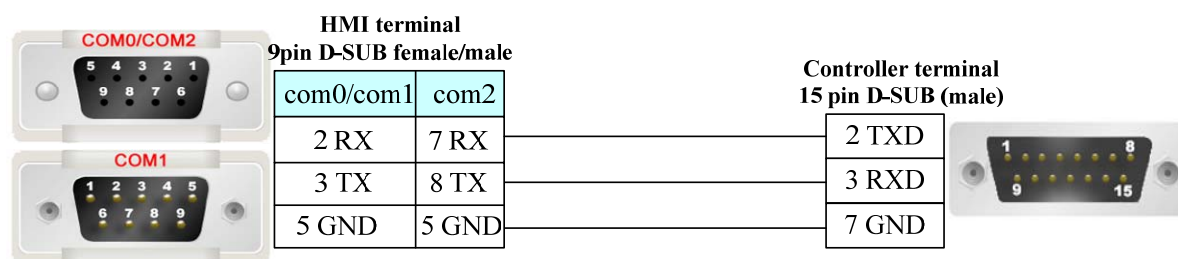 COM0/COM2
5 4 3 2 1
9 8 7 6
COM1
1 2 3 4 5
6 7 8 9
HMI terminal
9pin D-SUB female/male
com0/com1 com2
2 RX 7 RX
3 TX 8 TX
5 GND 5 GND
Controller terminal
15 pin D-SUB (male)
2 TXD
3 RXD
7 GND
1 8
9 15